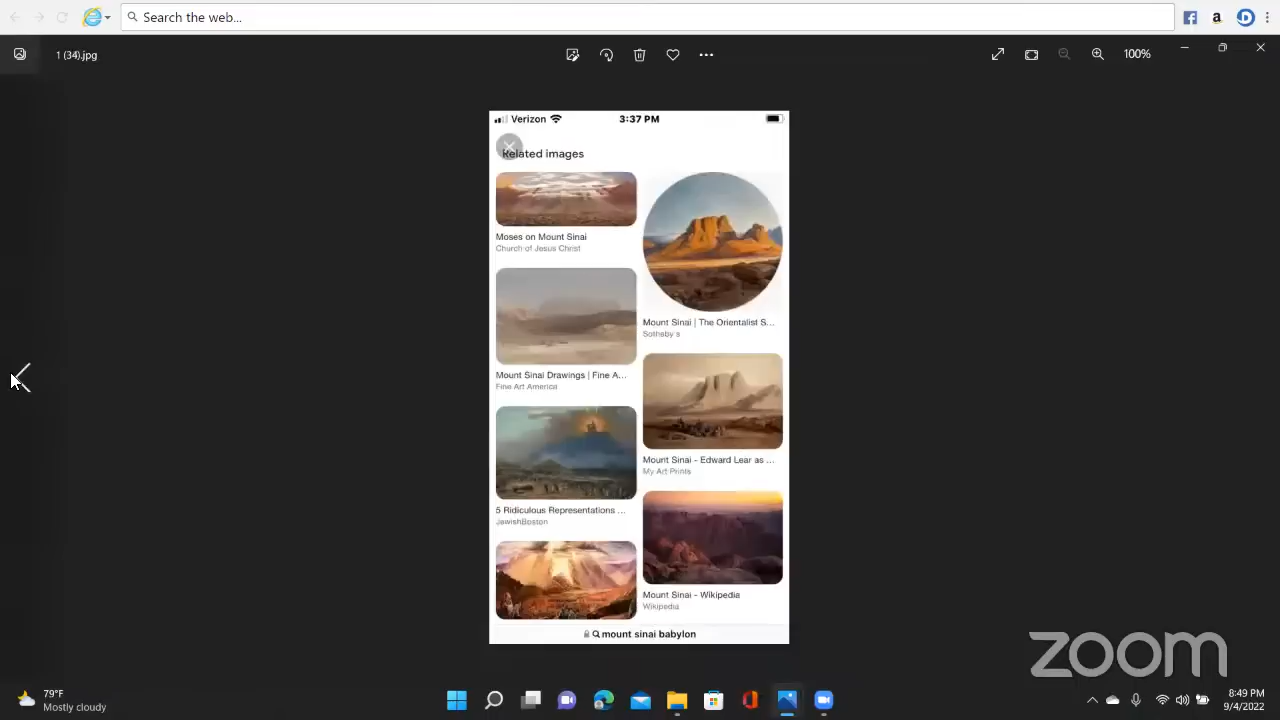 Search the web...
1 (34).jpg
100%
Verizon
3:37 PM
Related images
Moses on Mount Sinai
Church of Jesus Christ
Mount Sinai | The Orientalist S...
Sotheby's
Mount Sinai Drawings | Fine A...
Fine Art America
Mount Sinai - Edward Lear as ...
My Art Prints
5 Ridiculous Representations ...
JewishBoston
Mount Sinai - Wikipedia
Wikipedia
mount sinai babylon
zoom
79°F
Mostly cloudy
8:49 PM
9/4/2022